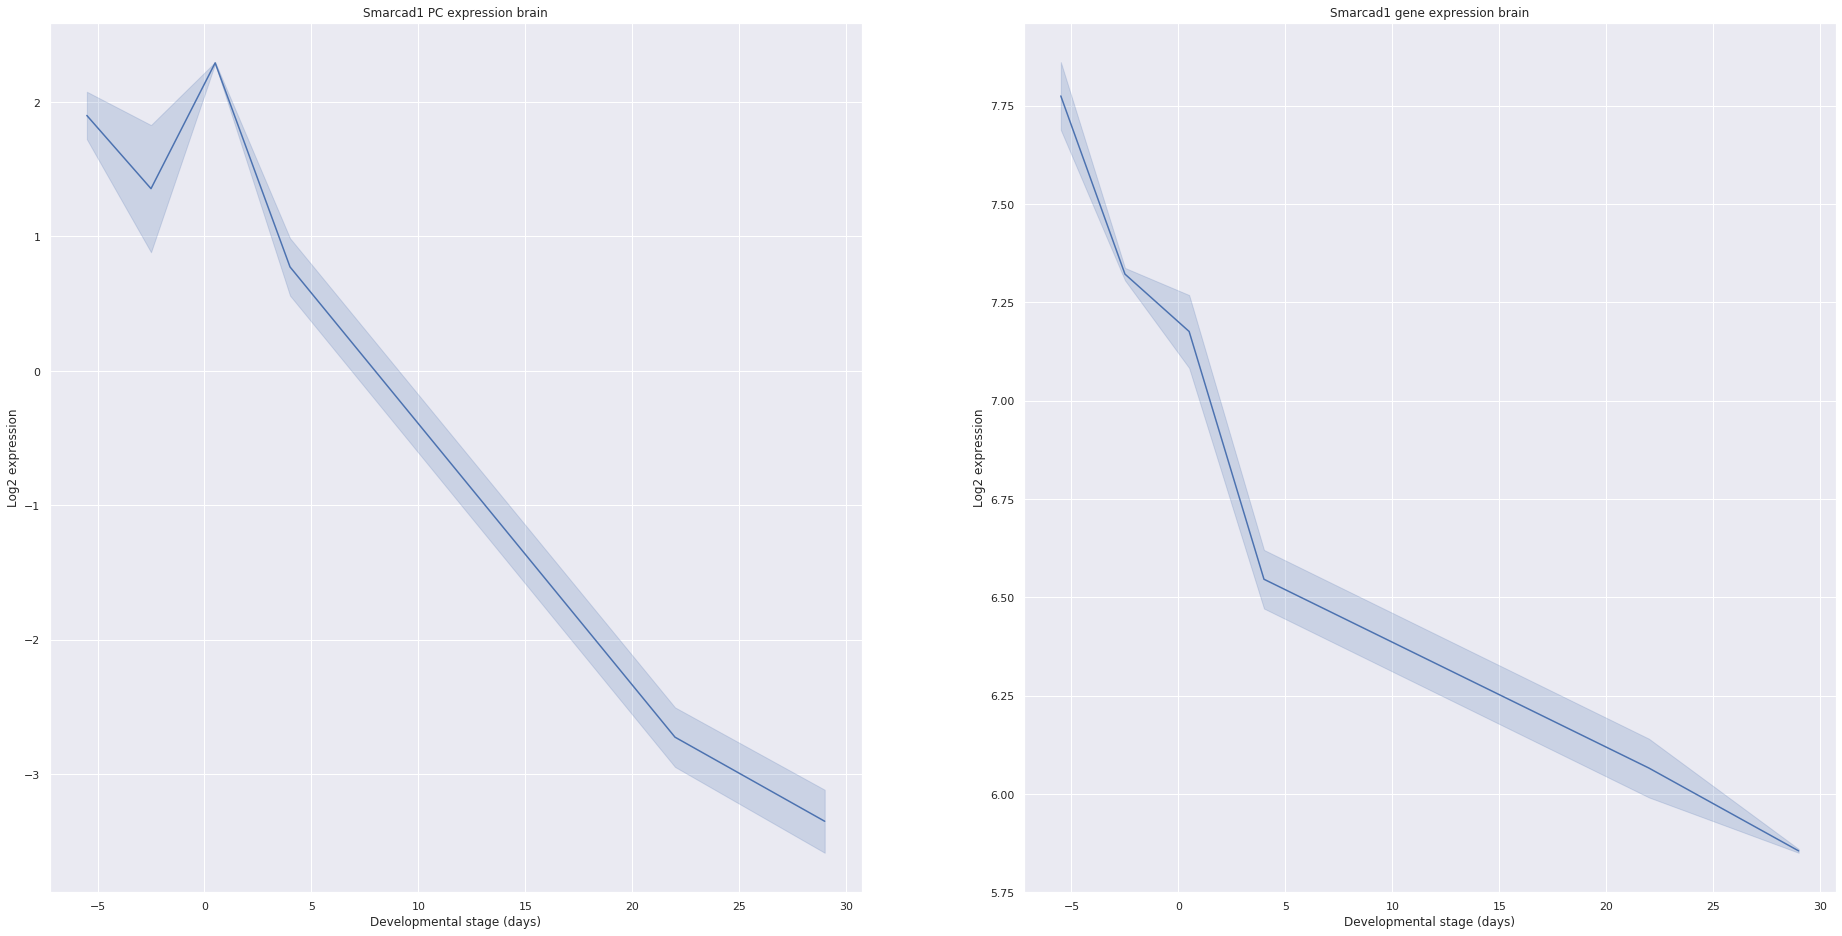 Smarcad1 PC expression brain
Log2 expression
2
1
0
−1
−2
−3
−5 0 5 10 15 20 25 30
Developmental stage (days)
Smarcad1 gene expression brain
Log2 expression
7.75
7.50
7.25
7.00
6.75
6.50
6.25
6.00
5.75
−5 0 5 10 15 20 25 30
Developmental stage (days)